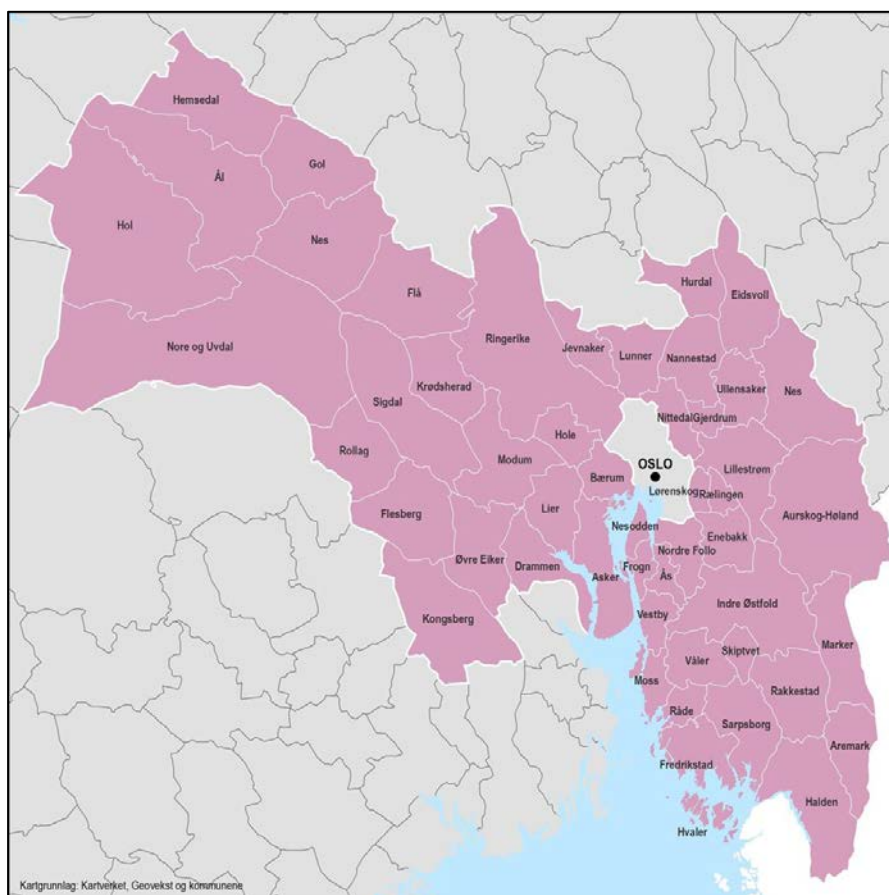 Hemsedal
Gol
Ål
Hol
Nes
Flå
Hurdal
Eidsvoll
Nore og Uvdal
Ringerike
Jevnaker
Lunner
Nannestad
Krødsherad
Ullensaker
Nes
Sigdal
Nittedal
Gjerdrum
Hole
Rollag
Modum
OSLO
Lillestrøm
Bærum
Lørenskog
Rælingen
Lier
Aurskog-Høland
Flesberg
Nesodden
Enebakk
Nordre Follo
Øvre Eiker
Drammen
Frogn
Ås
Asker
Indre Østfold
Kongsberg
Vestby
Marker
Skiptvet
Våler
Moss
Rakkestad
Råde
Sarpsborg
Aremark
Fredrikstad
Halden
Hvaler
Kartgrunnlag: Kartverket, Geovekst og kommunene